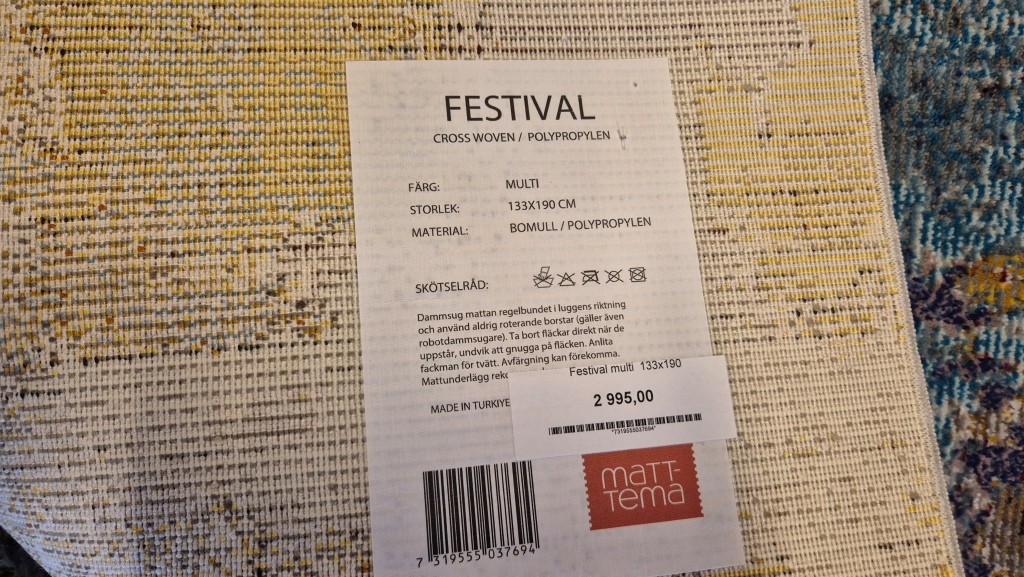 FESTIVAL
CROSS WOVEN / POLYPROPYLEN
FÄRG: MULTI
STORLEK: 133X190 CM
MATERIAL: BOMULL / POLYPROPYLEN
SKÖTSELRÅD:
Dammsug mattan regelbundet i luggens riktning
och använd aldrig roterande borstar (gäller även
robotdammsugare). Ta bort fläckar direkt när de
uppstår, undvik att gnugga på fläcken. Anlita
fackman för tvätt. Avfärgning kan förekomma.
Mattunderlägg
Festival multi 133x190
2 995,00
*7319555037694*
MADE IN TURKIYE
MATT-
TEMA
7 319555 037694